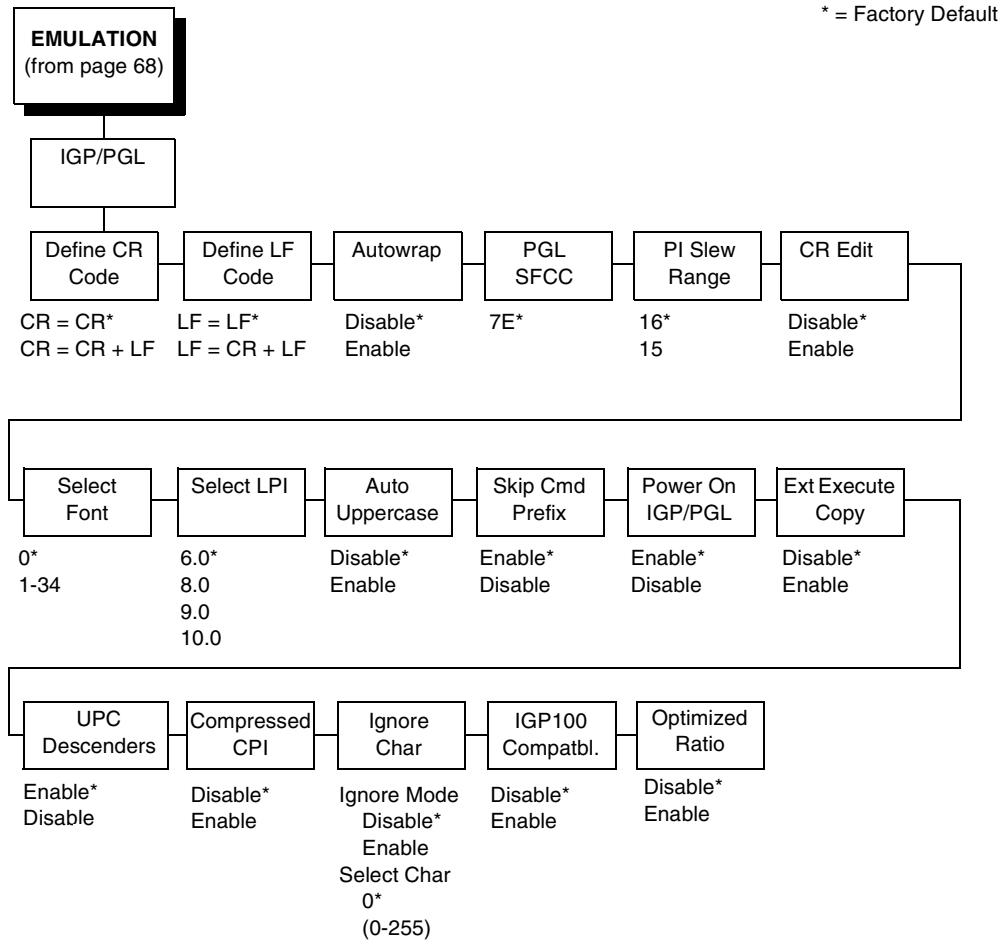 * = Factory Default
EMULATION
(from page 68)
IGP/PGL
Define CR
Code
CR = CR*
CR = CR + LF
Define LF
Code
LF = LF*
LF = CR + LF
Autowrap
Disable*
Enable
PGL
SFCC
7E*
PI Slew
Range
16*
15
CR Edit
Disable*
Enable
Select
Font
0*
1-34
Select LPI
6.0*
8.0
9.0
10.0
Auto
Uppercase
Disable*
Enable
Skip Cmd
Prefix
Enable*
Disable
Power On
IGP/PGL
Enable*
Disable
Ext Execute
Copy
Disable*
Enable
UPC
Descenders
Enable*
Disable
Compressed
CPI
Disable*
Enable
Ignore
Char
Ignore Mode
Disable*
Enable
Select Char
0*
(0-255)
IGP100
Compatbl.
Disable*
Enable
Optimized
Ratio
Disable*
Enable